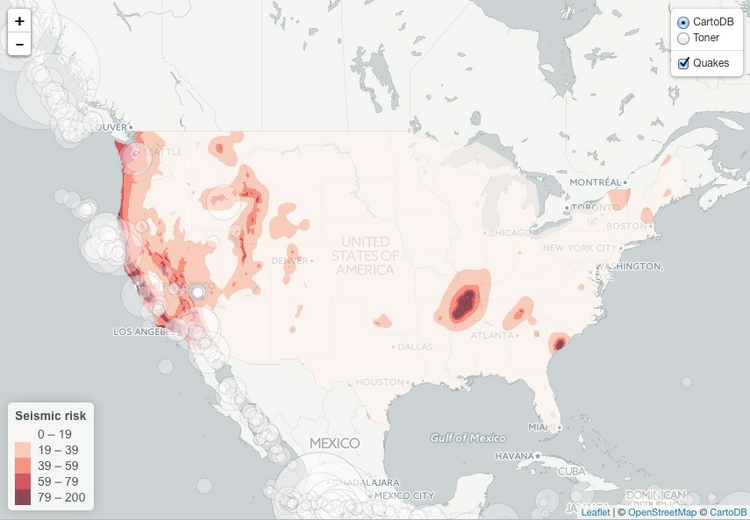 +
−
CartoDB
Toner
Quakes
OUVER
SEATTLE
MONTRÉAL
TORONTO
BOSTON
CHICAGO
NEW YORK CITY
WASHINGTON,
UNITED
STATES OF
AMERICA
DENVER
LOS ANGELES
ATLANTA
DALLAS
HOUSTON
MIAMI
Gulf of Mexico
MEXICO
HAVANA
CUBA
GUADALAJARA
MEXICO CITY
DOMINICAN
Seismic risk
0 – 19
19 – 39
39 – 59
59 – 79
79 – 200
Leaflet | © OpenStreetMap © CartoDB